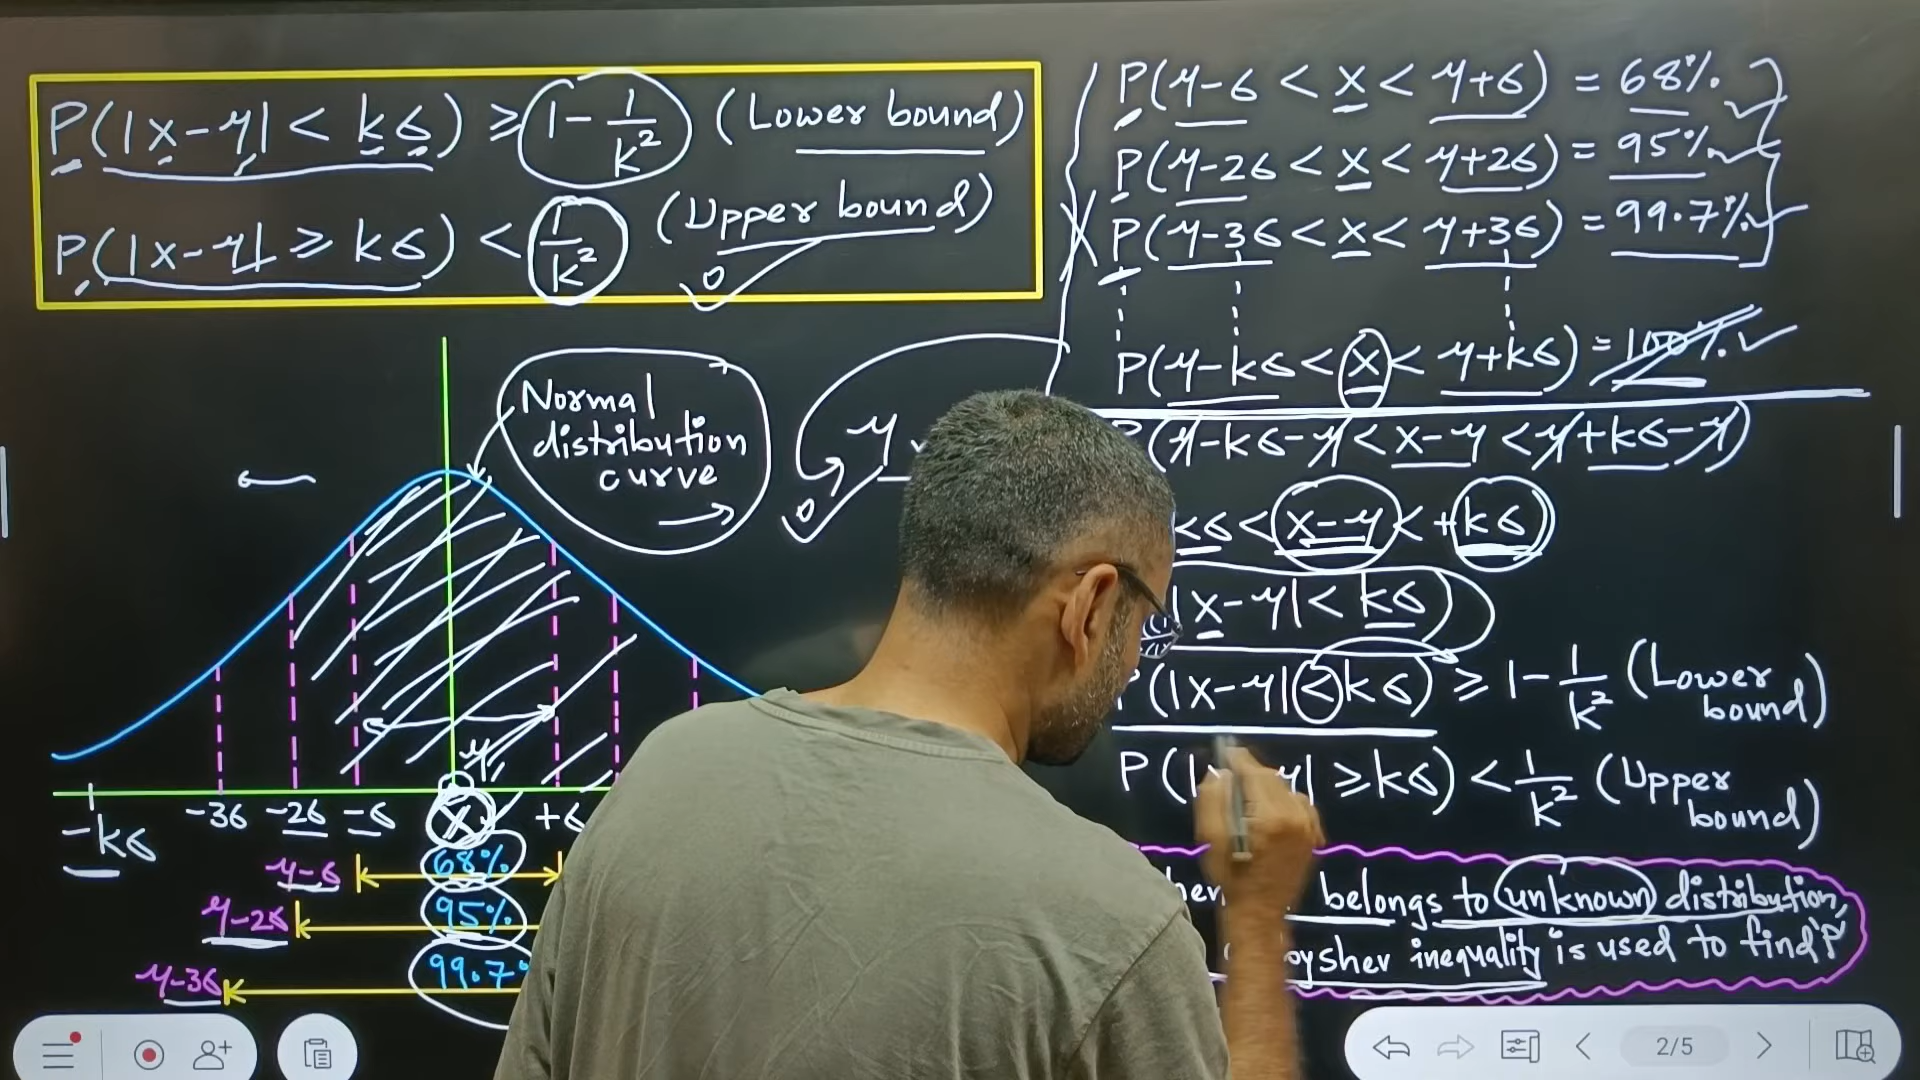 P(|x-μ| < kσ) ≥ 1 - 1/k² (Lower bound)
P(|x-μ| ≥ kσ) < 1/k² (Upper bound)
Normal
distribution
curve
μ
μ
x
-kσ -3σ -2σ -σ +σ
μ-σ 68%
μ-2σ 95%
μ-3σ 99.7
P(μ-σ < x < μ+σ) = 68%
P(μ-2σ < x < μ+2σ) = 95%
P(μ-3σ < x < μ+3σ) = 99.7%
P(μ-kσ < x < μ+kσ) = 100%
P(μ-kσ-μ < x-μ < μ+kσ-μ)
kσ < x-μ < +kσ
|x-μ| < kσ)
P(|x-μ| < kσ) ≥ 1 - 1/k² (Lower
bound)
P(|x-μ| ≥ kσ) < 1/k² (Upper
bound)
belongs to unknown distribution,
inequality is used to find 'P'
2/5